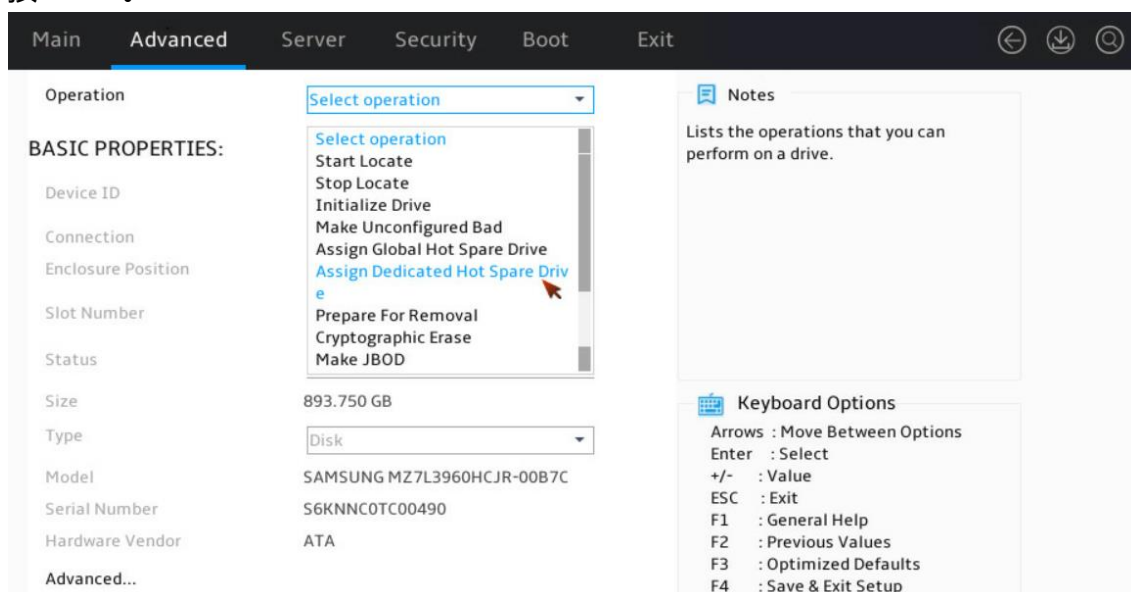 Main Advanced Server Security Boot Exit
Operation
Select operation
Select operation
Start Locate
Stop Locate
Initialize Drive
Make Unconfigured Bad
Assign Global Hot Spare Drive
Assign Dedicated Hot Spare Driv
e
Prepare For Removal
Cryptographic Erase
Make JBOD
BASIC PROPERTIES:
Device ID
Connection
Enclosure Position
Slot Number
Status
Size 893.750 GB
Type Disk
Model SAMSUNG MZ7L3960HCJR-00B7C
Serial Number S6KNNC0TC00490
Hardware Vendor ATA
Advanced...
Notes
Lists the operations that you can
perform on a drive.
Keyboard Options
Arrows : Move Between Options
Enter : Select
+/- : Value
ESC : Exit
F1 : General Help
F2 : Previous Values
F3 : Optimized Defaults
F4 : Save & Exit Setup